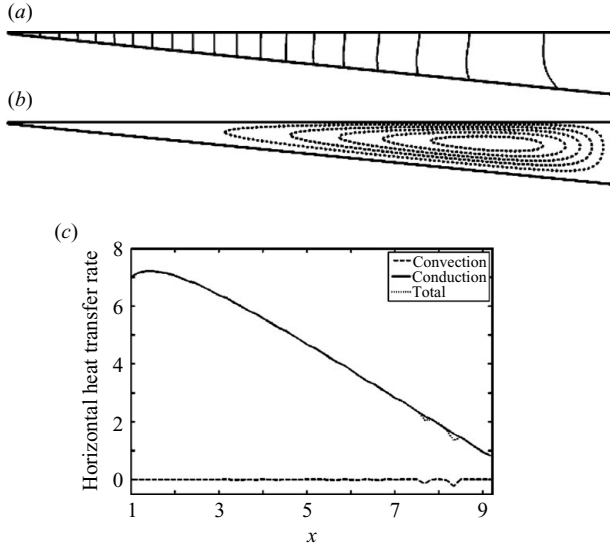 (a)
(b)
(c)
8
6
4
2
0
Horizontal heat transfer rate
Convection
Conduction
Total
1 3 5 7 9
x